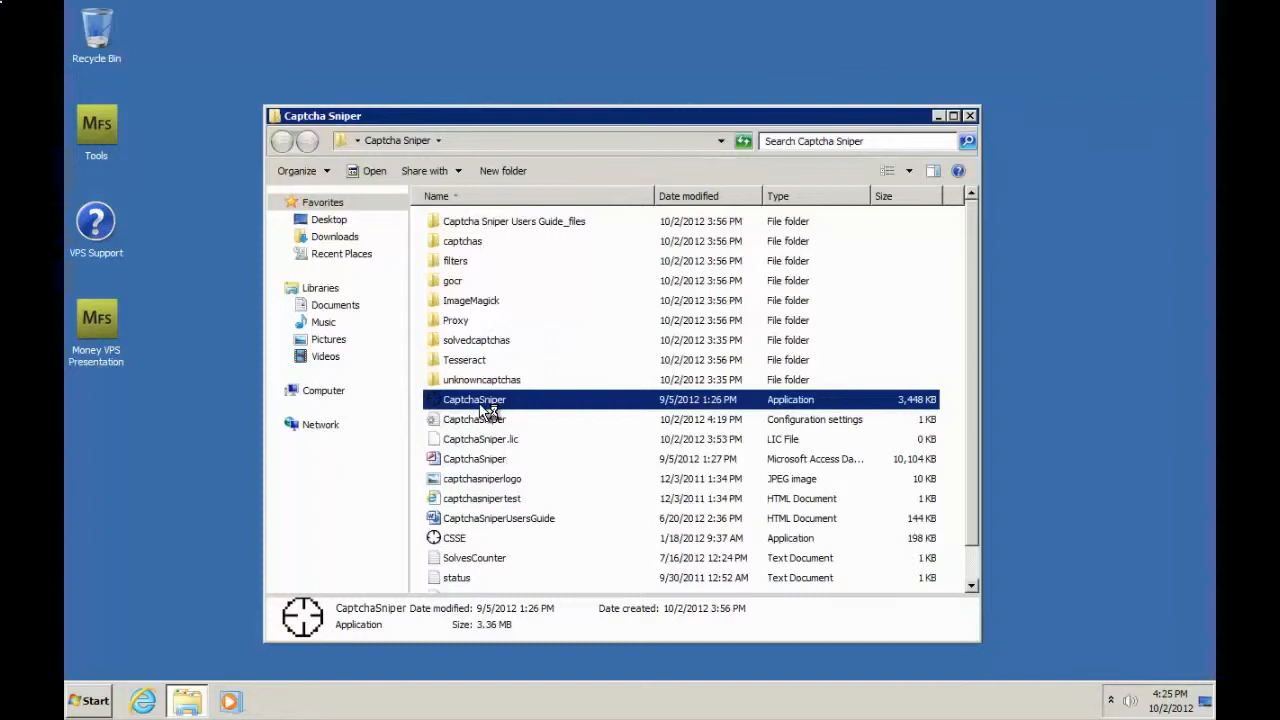 Recycle Bin
MFS
Tools
VPS Support
MFS
Money VPS
Presentation
Captcha Sniper
Captcha Sniper
Search Captcha Sniper
Organize Open Share with New folder
Name Date modified Type Size
Favorites
Desktop
Downloads
Recent Places
Libraries
Documents
Music
Pictures
Videos
Computer
Network
Captcha Sniper Users Guide_files 10/2/2012 3:56 PM File folder
captchas 10/2/2012 3:56 PM File folder
filters 10/2/2012 3:56 PM File folder
gocr 10/2/2012 3:56 PM File folder
ImageMagick 10/2/2012 3:56 PM File folder
Proxy 10/2/2012 3:56 PM File folder
solvedcaptchas 10/2/2012 3:35 PM File folder
Tesseract 10/2/2012 3:56 PM File folder
unknowncaptchas 10/2/2012 3:35 PM File folder
CaptchaSniper 9/5/2012 1:26 PM Application 3,448 KB
CaptchaSniper 10/2/2012 4:19 PM Configuration settings 1 KB
CaptchaSniper.lic 10/2/2012 3:53 PM LIC File 0 KB
CaptchaSniper 9/5/2012 1:27 PM Microsoft Access Da... 10,104 KB
captchasniperlogo 12/3/2011 1:34 PM JPEG image 10 KB
captchasnipertest 12/3/2011 1:34 PM HTML Document 1 KB
CaptchaSniperUsersGuide 6/20/2012 2:36 PM HTML Document 144 KB
CSSE 1/18/2012 9:37 AM Application 198 KB
SolvesCounter 7/16/2012 12:24 PM Text Document 1 KB
status 9/30/2011 12:52 AM Text Document 1 KB
CaptchaSniper Date modified: 9/5/2012 1:26 PM Date created: 10/2/2012 3:56 PM
Application Size: 3.36 MB
Start
4:25 PM
10/2/2012